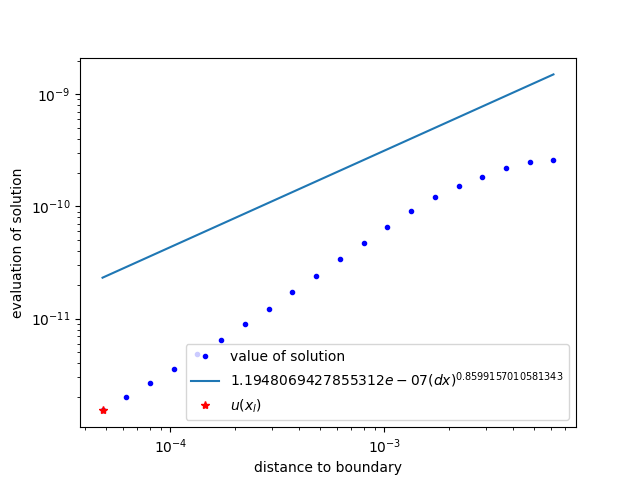 10⁻⁹
10⁻¹⁰
10⁻¹¹
evaluation of solution
value of solution
1.1948069427855312e − 07(dx)^0.8599157010581343
u(x_l)
10⁻⁴
10⁻³
distance to boundary